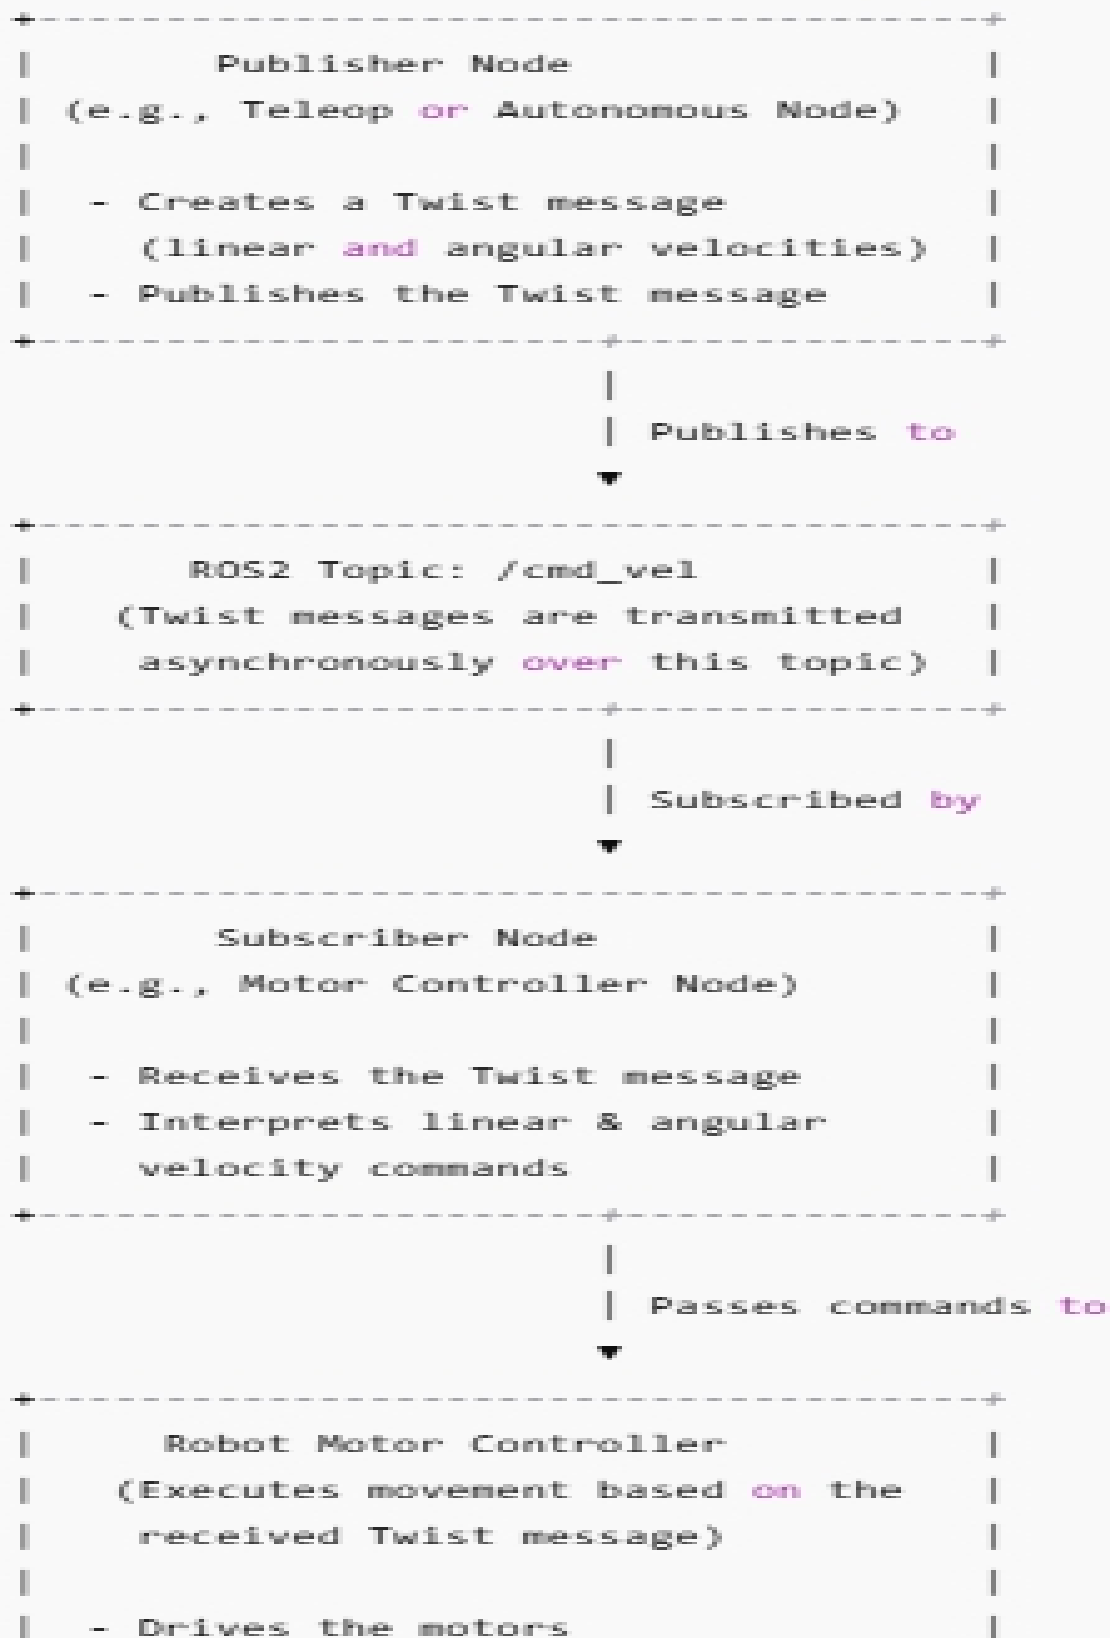 Publisher Node
(e.g., Teleop or Autonomous Node)
- Creates a Twist message
(linear and angular velocities)
- Publishes the Twist message
Publishes to
ROS2 Topic: /cmd_vel
(Twist messages are transmitted
asynchronously over this topic)
Subscribed by
Subscriber Node
(e.g., Motor Controller Node)
- Receives the Twist message
- Interprets linear & angular
velocity commands
Passes commands to
Robot Motor Controller
(Executes movement based on the
received Twist message)
- Drives the motors